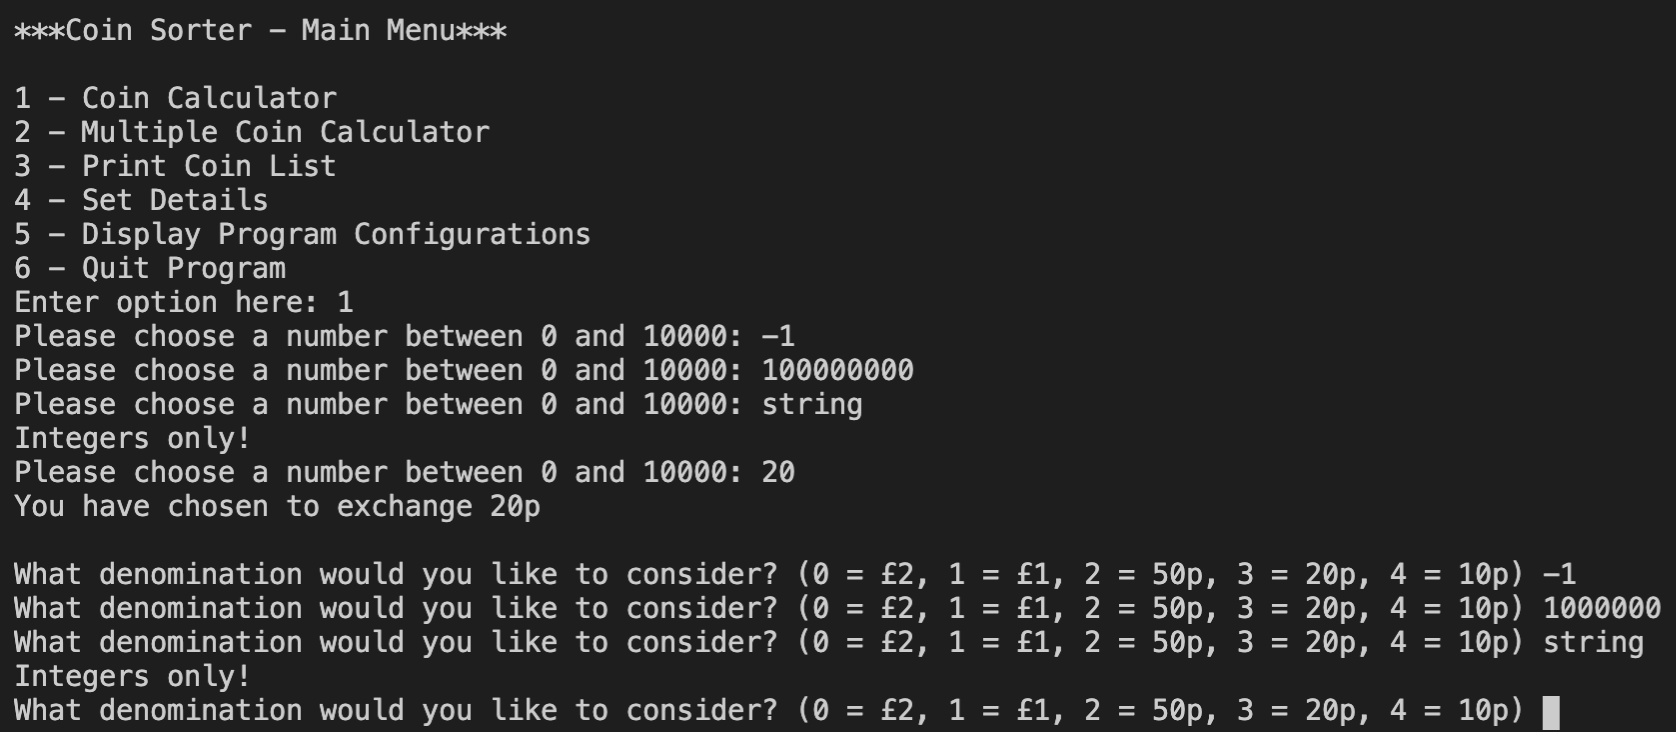 ***Coin Sorter – Main Menu***
1 – Coin Calculator
2 – Multiple Coin Calculator
3 – Print Coin List
4 – Set Details
5 – Display Program Configurations
6 – Quit Program
Enter option here: 1
Please choose a number between 0 and 10000: –1
Please choose a number between 0 and 10000: 100000000
Please choose a number between 0 and 10000: string
Integers only!
Please choose a number between 0 and 10000: 20
You have chosen to exchange 20p
What denomination would you like to consider? (0 = £2, 1 = £1, 2 = 50p, 3 = 20p, 4 = 10p) –1
What denomination would you like to consider? (0 = £2, 1 = £1, 2 = 50p, 3 = 20p, 4 = 10p) 1000000
What denomination would you like to consider? (0 = £2, 1 = £1, 2 = 50p, 3 = 20p, 4 = 10p) string
Integers only!
What denomination would you like to consider? (0 = £2, 1 = £1, 2 = 50p, 3 = 20p, 4 = 10p)